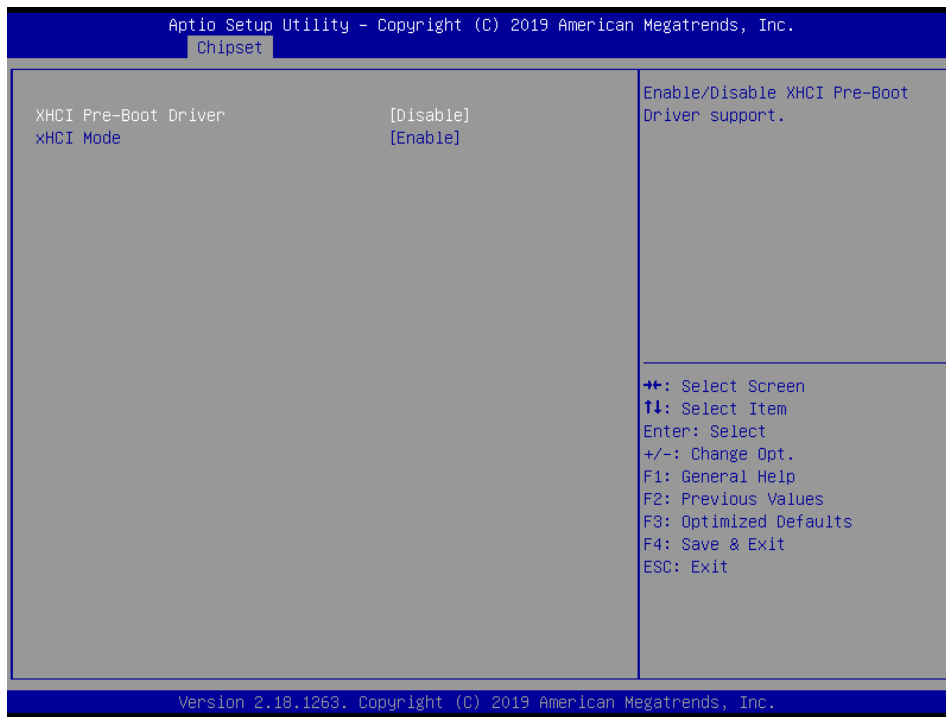 Aptio Setup Utility – Copyright (C) 2019 American Megatrends, Inc.
Chipset
XHCI Pre-Boot Driver [Disable]
xHCI Mode [Enable]
Enable/Disable XHCI Pre-Boot
Driver support.
→←: Select Screen
↑↓: Select Item
Enter: Select
+/-: Change Opt.
F1: General Help
F2: Previous Values
F3: Optimized Defaults
F4: Save & Exit
ESC: Exit
Version 2.18.1263. Copyright (C) 2019 American Megatrends, Inc.